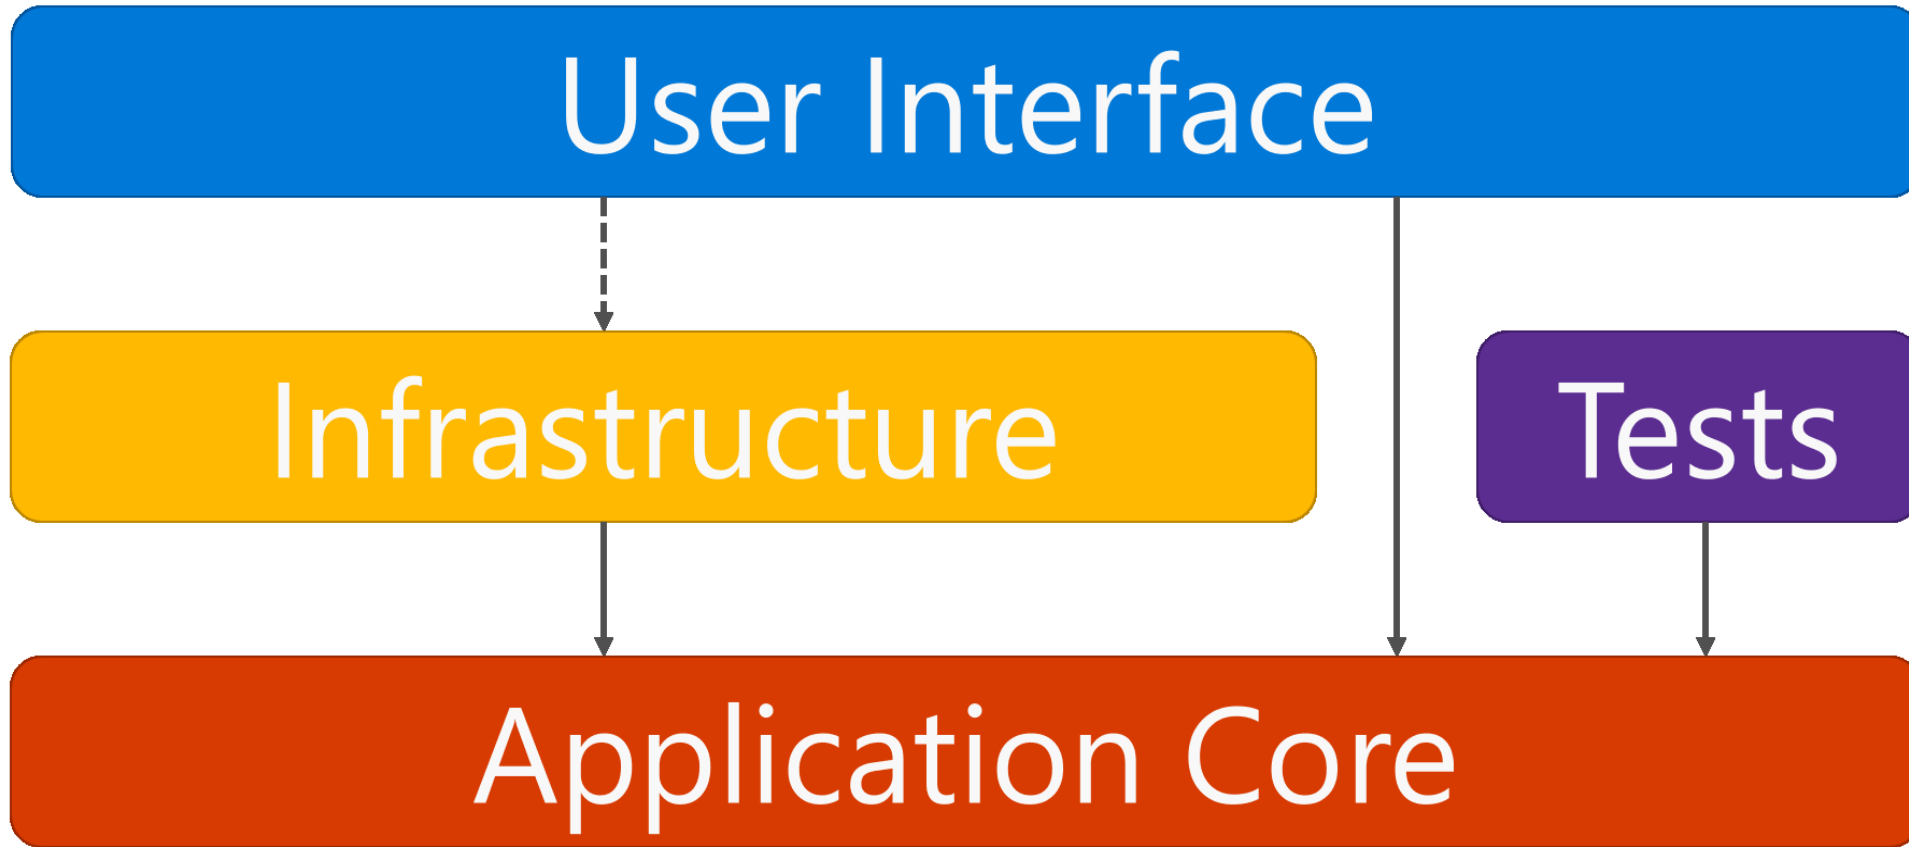 User Interface
Infrastructure
Tests
Application Core